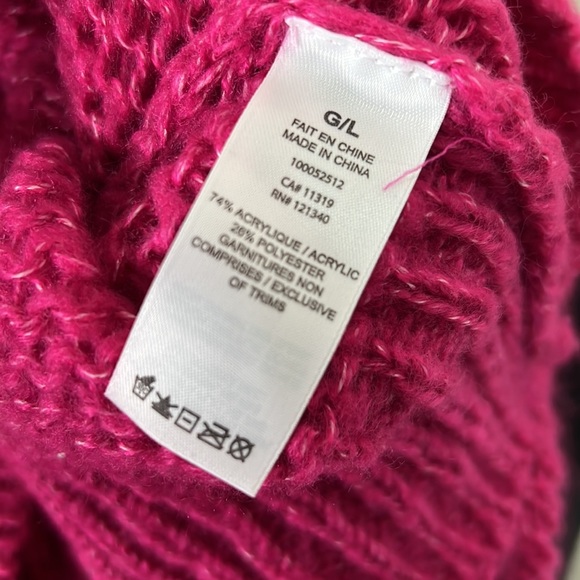 G/L
FAIT EN CHINE
MADE IN CHINA
100052512
CA# 11319
RN# 121340
74% ACRYLIQUE / ACRYLIC
26% POLYESTER
GARNITURES NON
COMPRISES / EXCLUSIVE
OF TRIMS